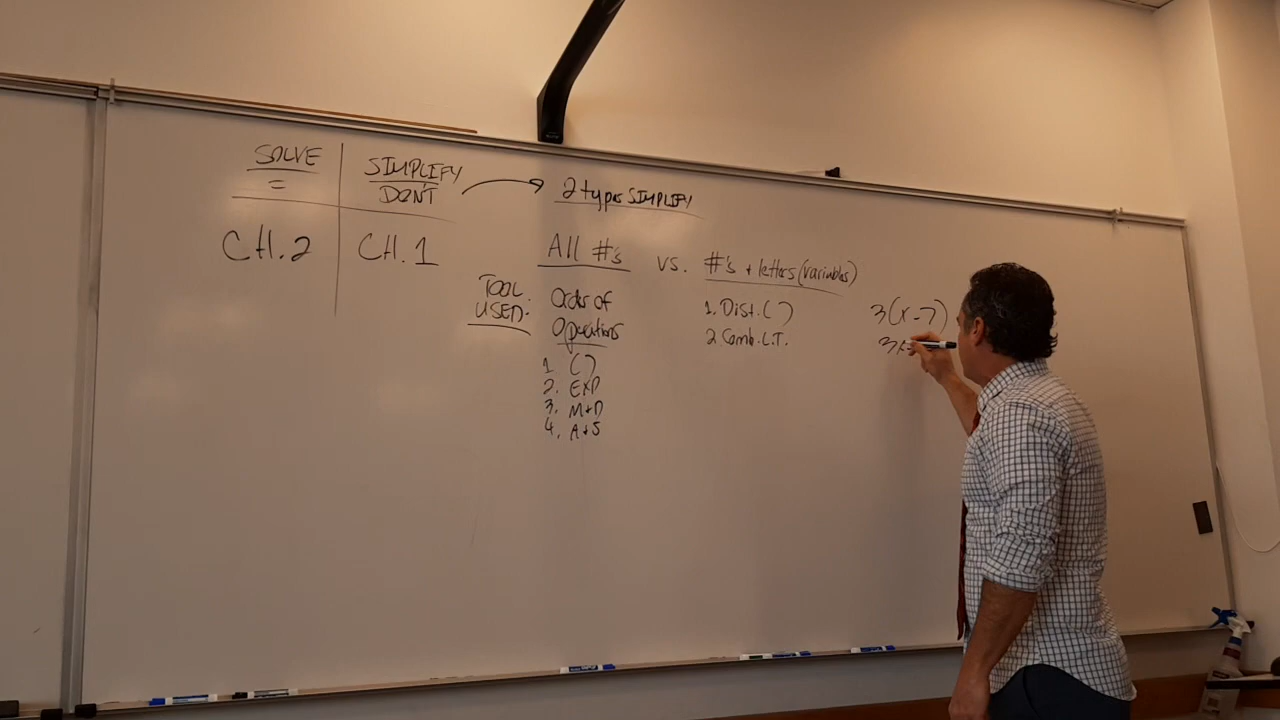 SOLVE
=
CH.2
SIMPLIFY
DON'T
CH.1
2 types SIMPLIFY
All #'s
vs.
#'s + letters (variables)
TOOL
USED:
Order of
Operations
1. ( )
2. EXP
3. M+D
4. A+S
1. Dist. ( )
2. Comb. L.T.
3(x-7)
3x